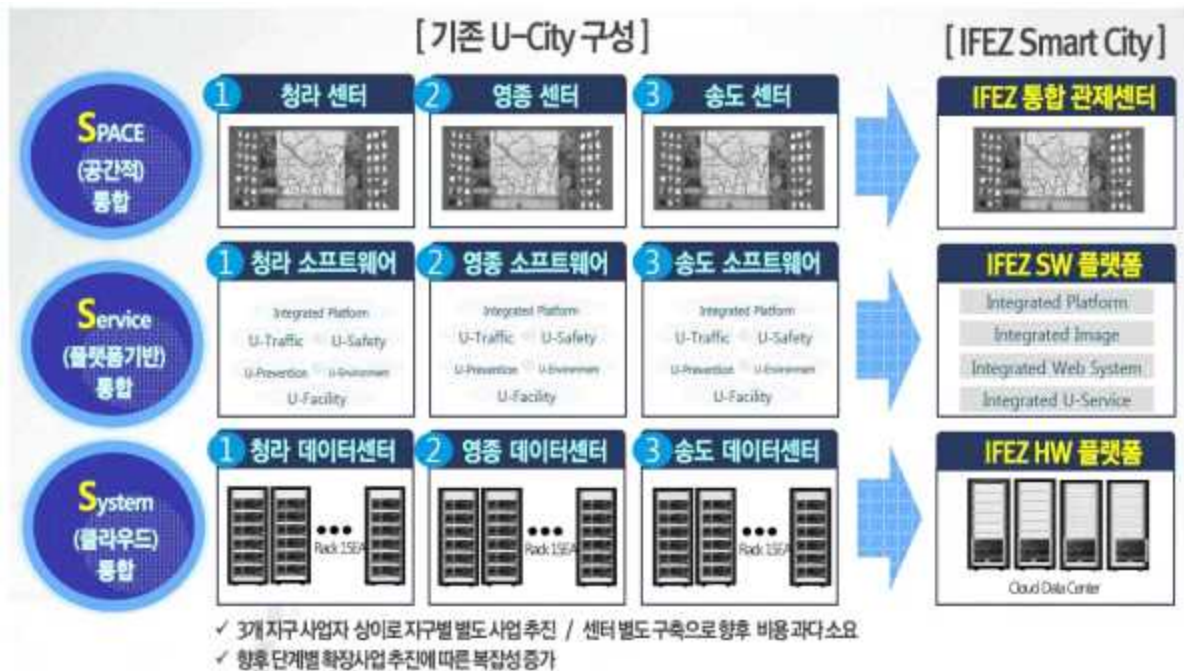 [ 기존 U-City 구성 ]
[ IFEZ Smart City ]
SPACE
(공간적)
통합
1 청라 센터
2 영종 센터
3 송도 센터
IFEZ 통합 관제센터
Service
(플랫폼기반)
통합
1 청라 소프트웨어
Integrated Platform
U-Traffic U-Safety
U-Prevention U-Environment
U-Facility
2 영종 소프트웨어
Integrated Platform
U-Traffic U-Safety
U-Prevention U-Environment
U-Facility
3 송도 소프트웨어
Integrated Platform
U-Traffic U-Safety
U-Prevention U-Environment
U-Facility
IFEZ SW 플랫폼
Integrated Platform
Integrated Image
Integrated Web System
Integrated U-Service
System
(클라우드)
통합
1 청라 데이터센터
Rack 15EA
2 영종 데이터센터
Rack 15EA
3 송도 데이터센터
Rack 15EA
IFEZ HW 플랫폼
Cloud Data Center
✓ 3개 지구 사업자 상이로 지구별 별도 사업 추진 / 센터 별도 구축으로 향후 비용 과다 소요
✓ 향후 단계별 확장사업 추진에 따른 복잡성 증가